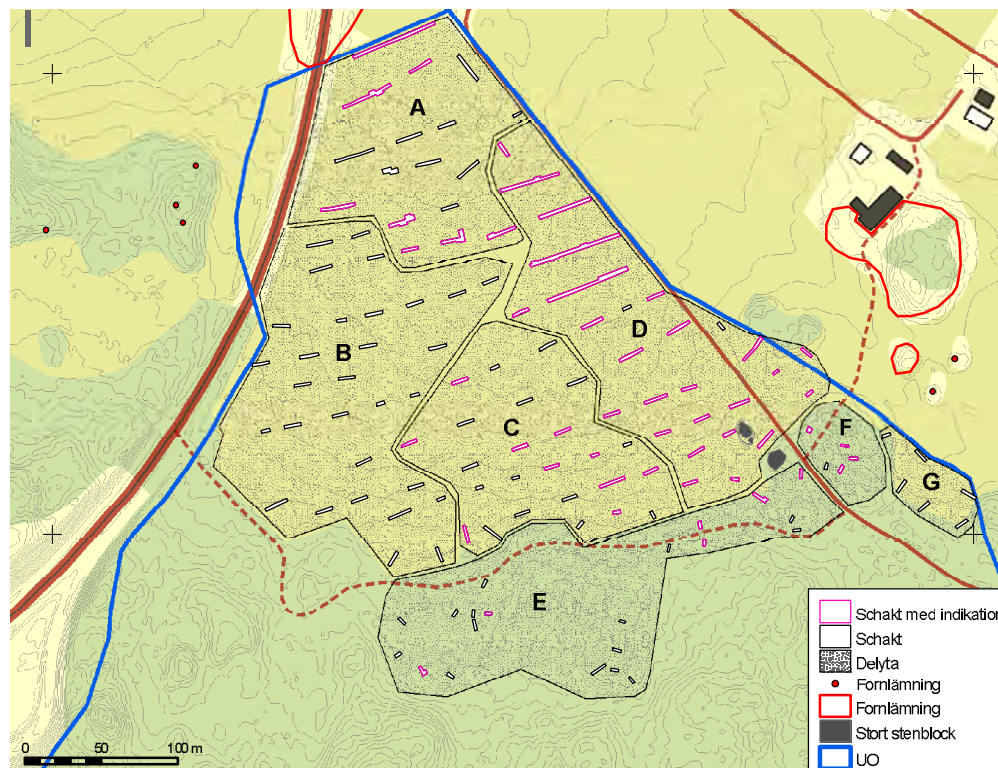 A
B
D
C
F
G
E
Schakt med indikation
Schakt
Delyta
Fornlämning
Fornlämning
Stort stenblock
UO
0 50 100 m